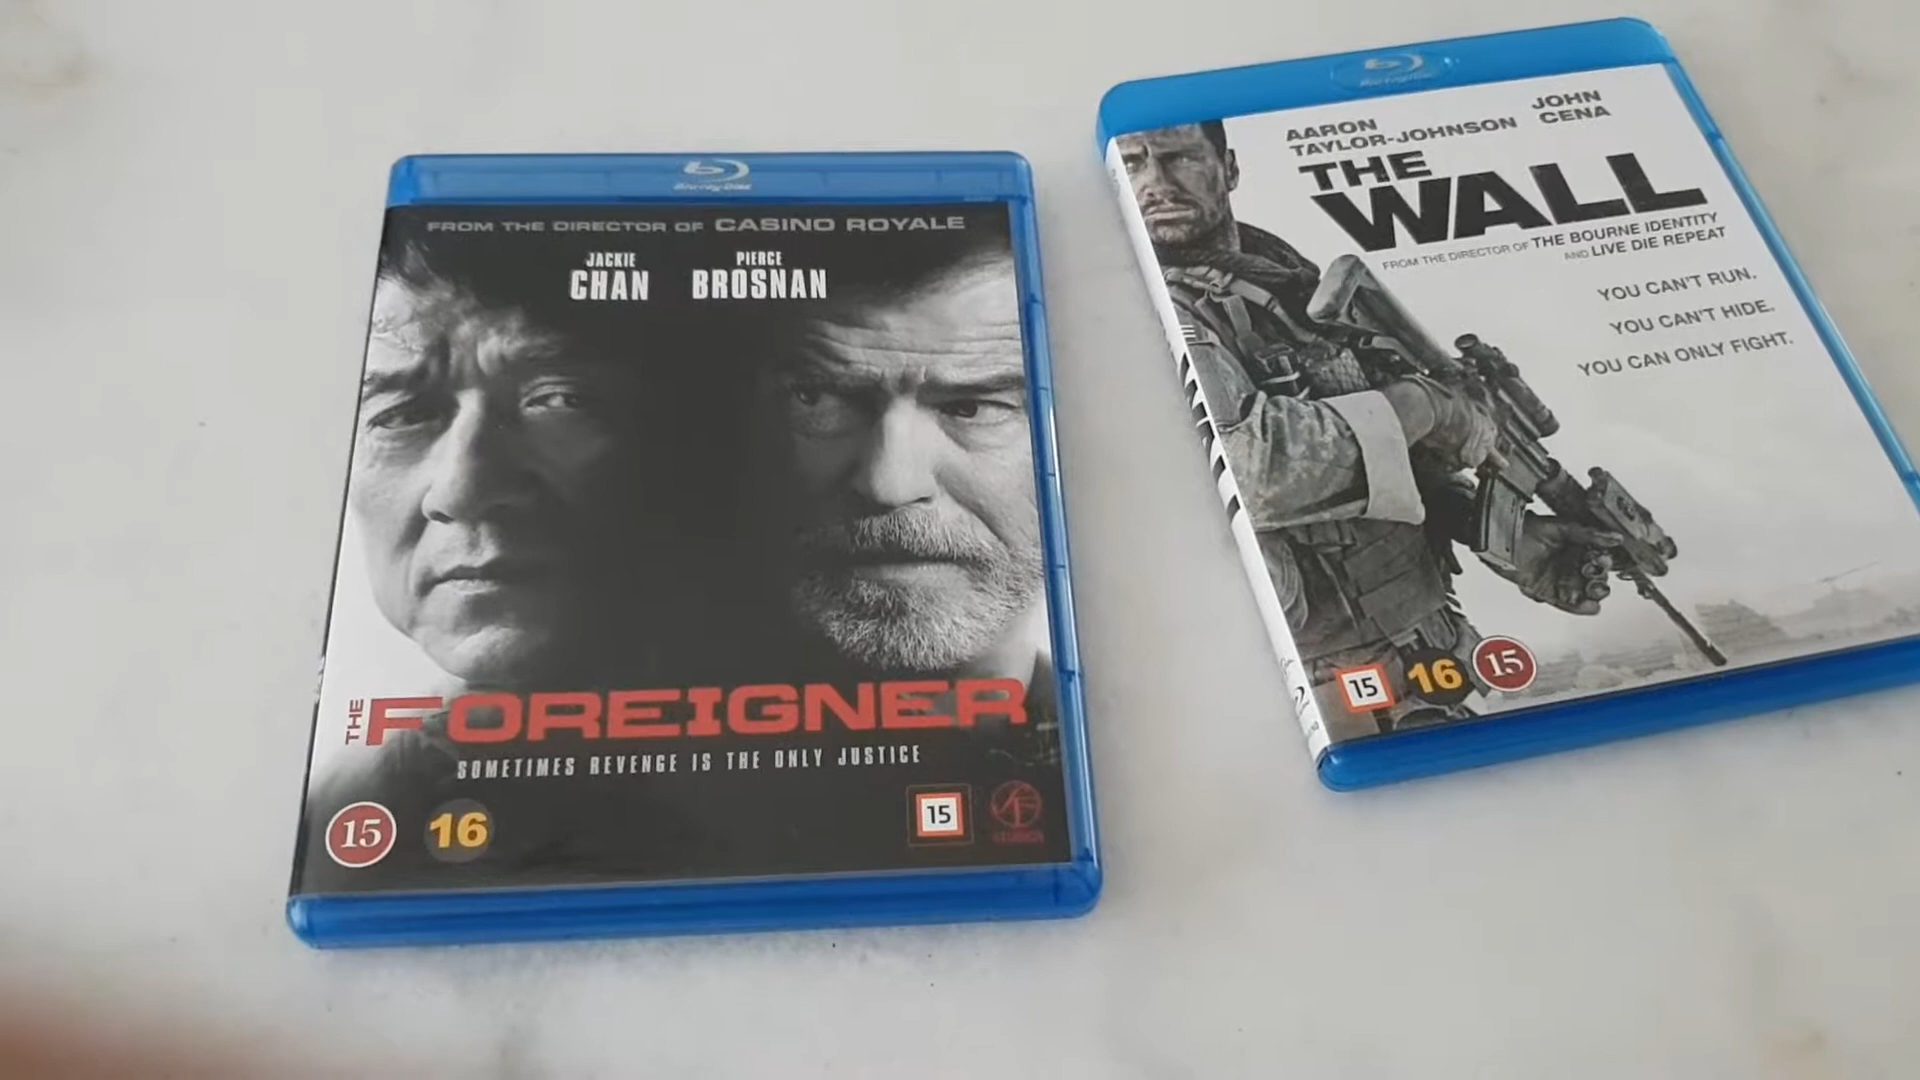 Blu-ray Disc
FROM THE DIRECTOR OF CASINO ROYALE
JACKIE CHAN
PIERCE BROSNAN
THE FOREIGNER
SOMETIMES REVENGE IS THE ONLY JUSTICE
15
16
15
SF
STUDIOS
AARON TAYLOR-JOHNSON
JOHN CENA
THE WALL
FROM THE DIRECTOR OF THE BOURNE IDENTITY
AND LIVE DIE REPEAT
YOU CAN'T RUN.
YOU CAN'T HIDE.
YOU CAN ONLY FIGHT.
15
16
15